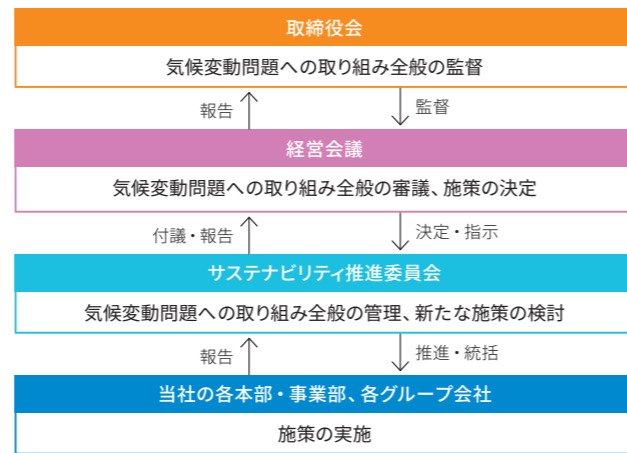 取締役会
気候変動問題への取り組み全般の監督
報告
監督
経営会議
気候変動問題への取り組み全般の審議、施策の決定
付議・報告
決定・指示
サステナビリティ推進委員会
気候変動問題への取り組み全般の管理、新たな施策の検討
報告
推進・統括
当社の各本部・事業部、各グループ会社
施策の実施